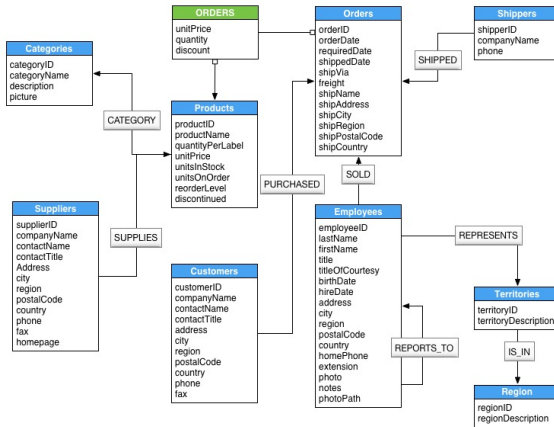 ORDERS
unitPrice
quantity
discount
Orders
orderID
orderDate
requiredDate
shippedDate
shipVia
freight
shipName
shipAddress
shipCity
shipRegion
shipPostalCode
shipCountry
Shippers
shipperID
companyName
phone
SHIPPED
Categories
categoryID
categoryName
description
picture
CATEGORY
Products
productID
productName
quantityPerLabel
unitPrice
unitsInStock
unitsOnOrder
reorderLevel
discontinued
PURCHASED
SOLD
Suppliers
supplierID
companyName
contactName
contactTitle
Address
city
region
postalCode
country
phone
fax
homepage
SUPPLIES
Customers
customerID
companyName
contactName
contactTitle
address
city
region
postalCode
country
phone
fax
Employees
employeeID
lastName
firstName
title
titleOfCourtesy
birthDate
hireDate
address
city
region
postalCode
country
homePhone
extension
photo
notes
photoPath
REPORTS_TO
REPRESENTS
Territories
territoryID
territoryDescription
IS_IN
Region
regionID
regionDescription